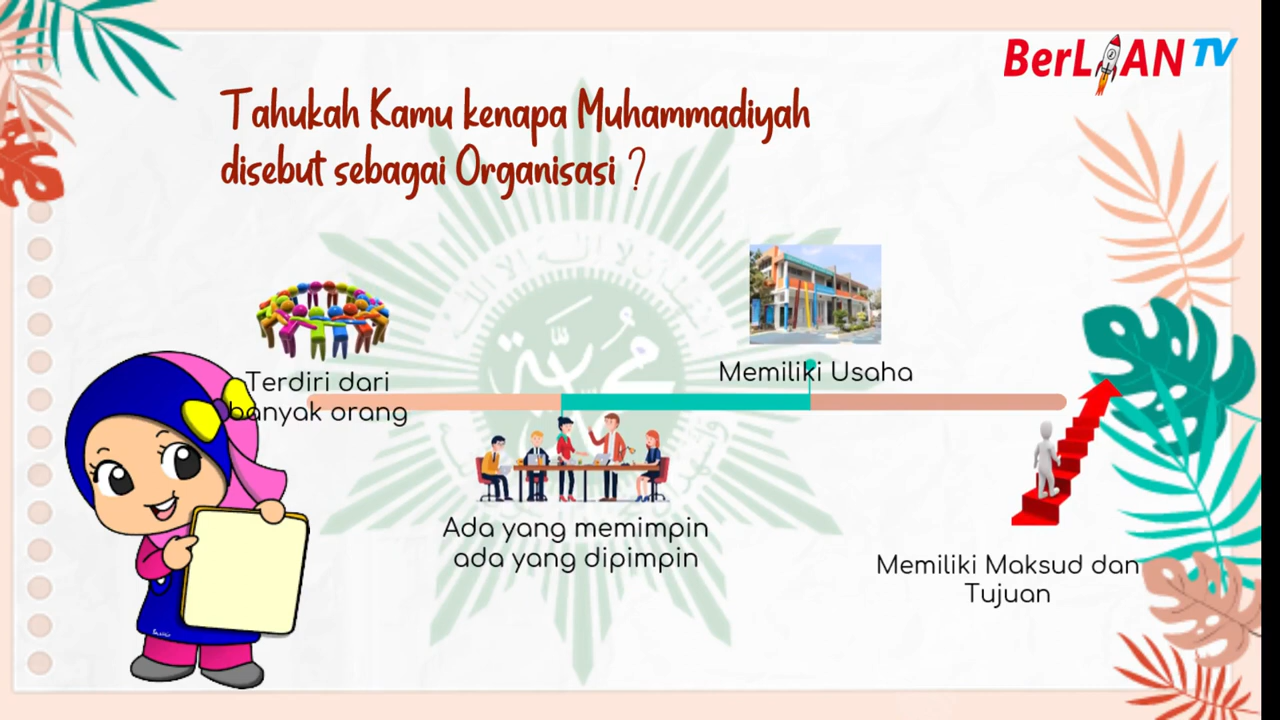 BerLIAN TV
Tahukah Kamu kenapa Muhammadiyah
disebut sebagai Organisasi ?
Terdiri dari
banyak orang
Ada yang memimpin
ada yang dipimpin
Memiliki Usaha
Memiliki Maksud dan
Tujuan